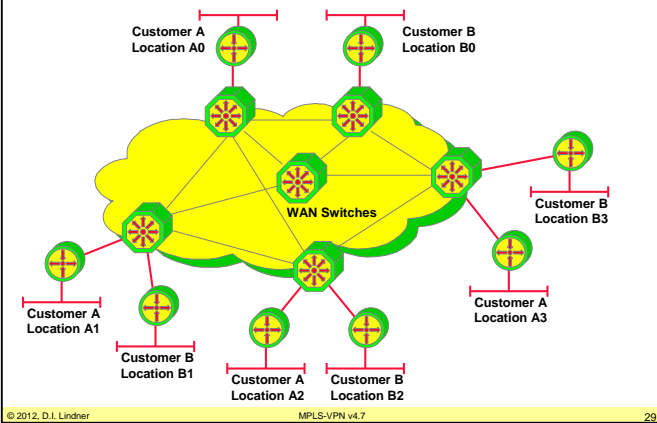 Customer A
Location A0
Customer B
Location B0
Customer B
Location B3
WAN Switches
Customer A
Location A3
Customer A
Location A1
Customer B
Location B1
Customer A
Location A2
Customer B
Location B2
© 2012, D.I. Lindner
MPLS-VPN v4.7
29